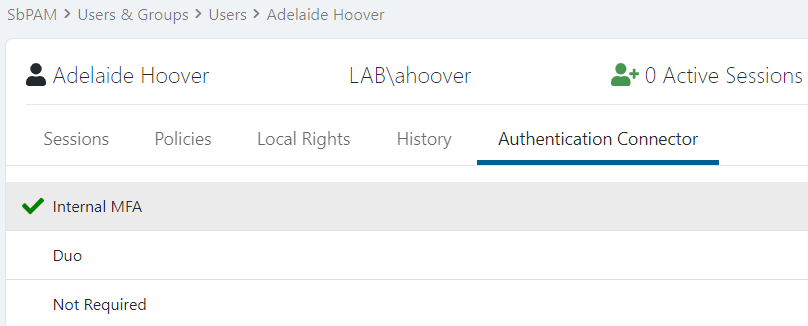 SbPAM > Users & Groups > Users > Adelaide Hoover
Adelaide Hoover LAB\ahoover 0 Active Sessions
Sessions Policies Local Rights History Authentication Connector
Internal MFA
Duo
Not Required